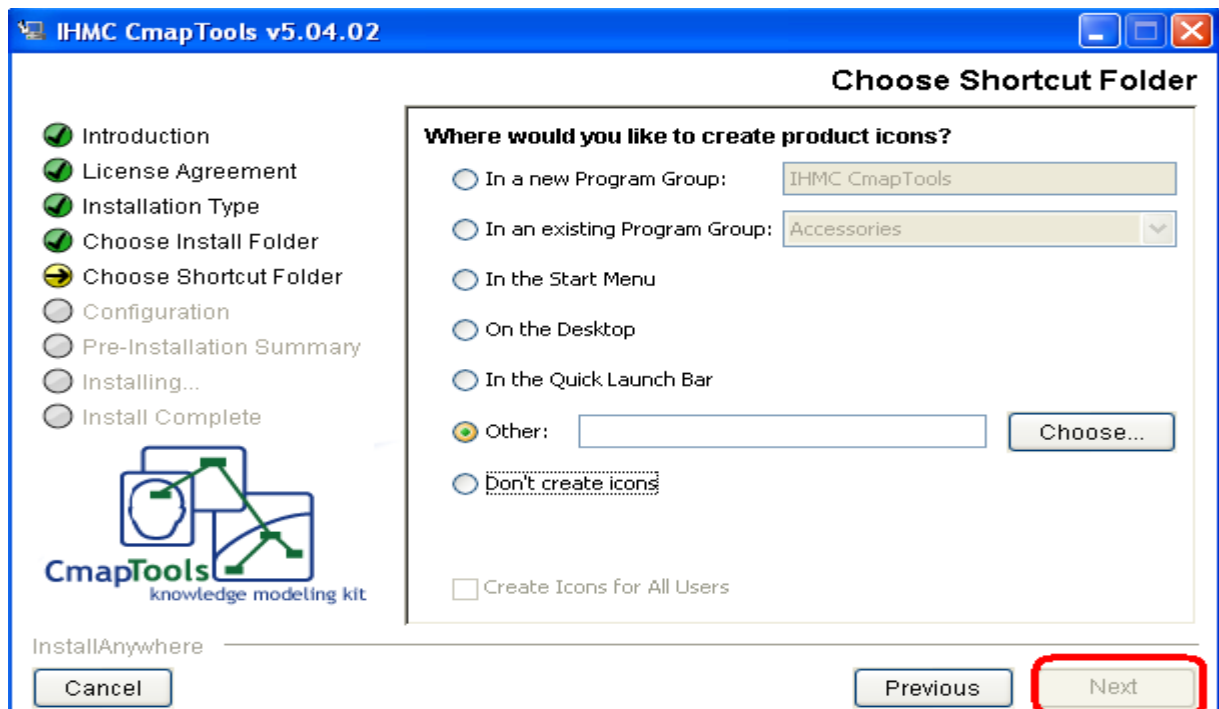 IHMC CmapTools v5.04.02
Choose Shortcut Folder
Introduction
License Agreement
Installation Type
Choose Install Folder
Choose Shortcut Folder
Configuration
Pre-Installation Summary
Installing...
Install Complete
CmapTools
knowledge modeling kit
Where would you like to create product icons?
In a new Program Group: IHMC CmapTools
In an existing Program Group: Accessories
In the Start Menu
On the Desktop
In the Quick Launch Bar
Other: Choose...
Don't create icons
Create Icons for All Users
InstallAnywhere
Cancel Previous Next